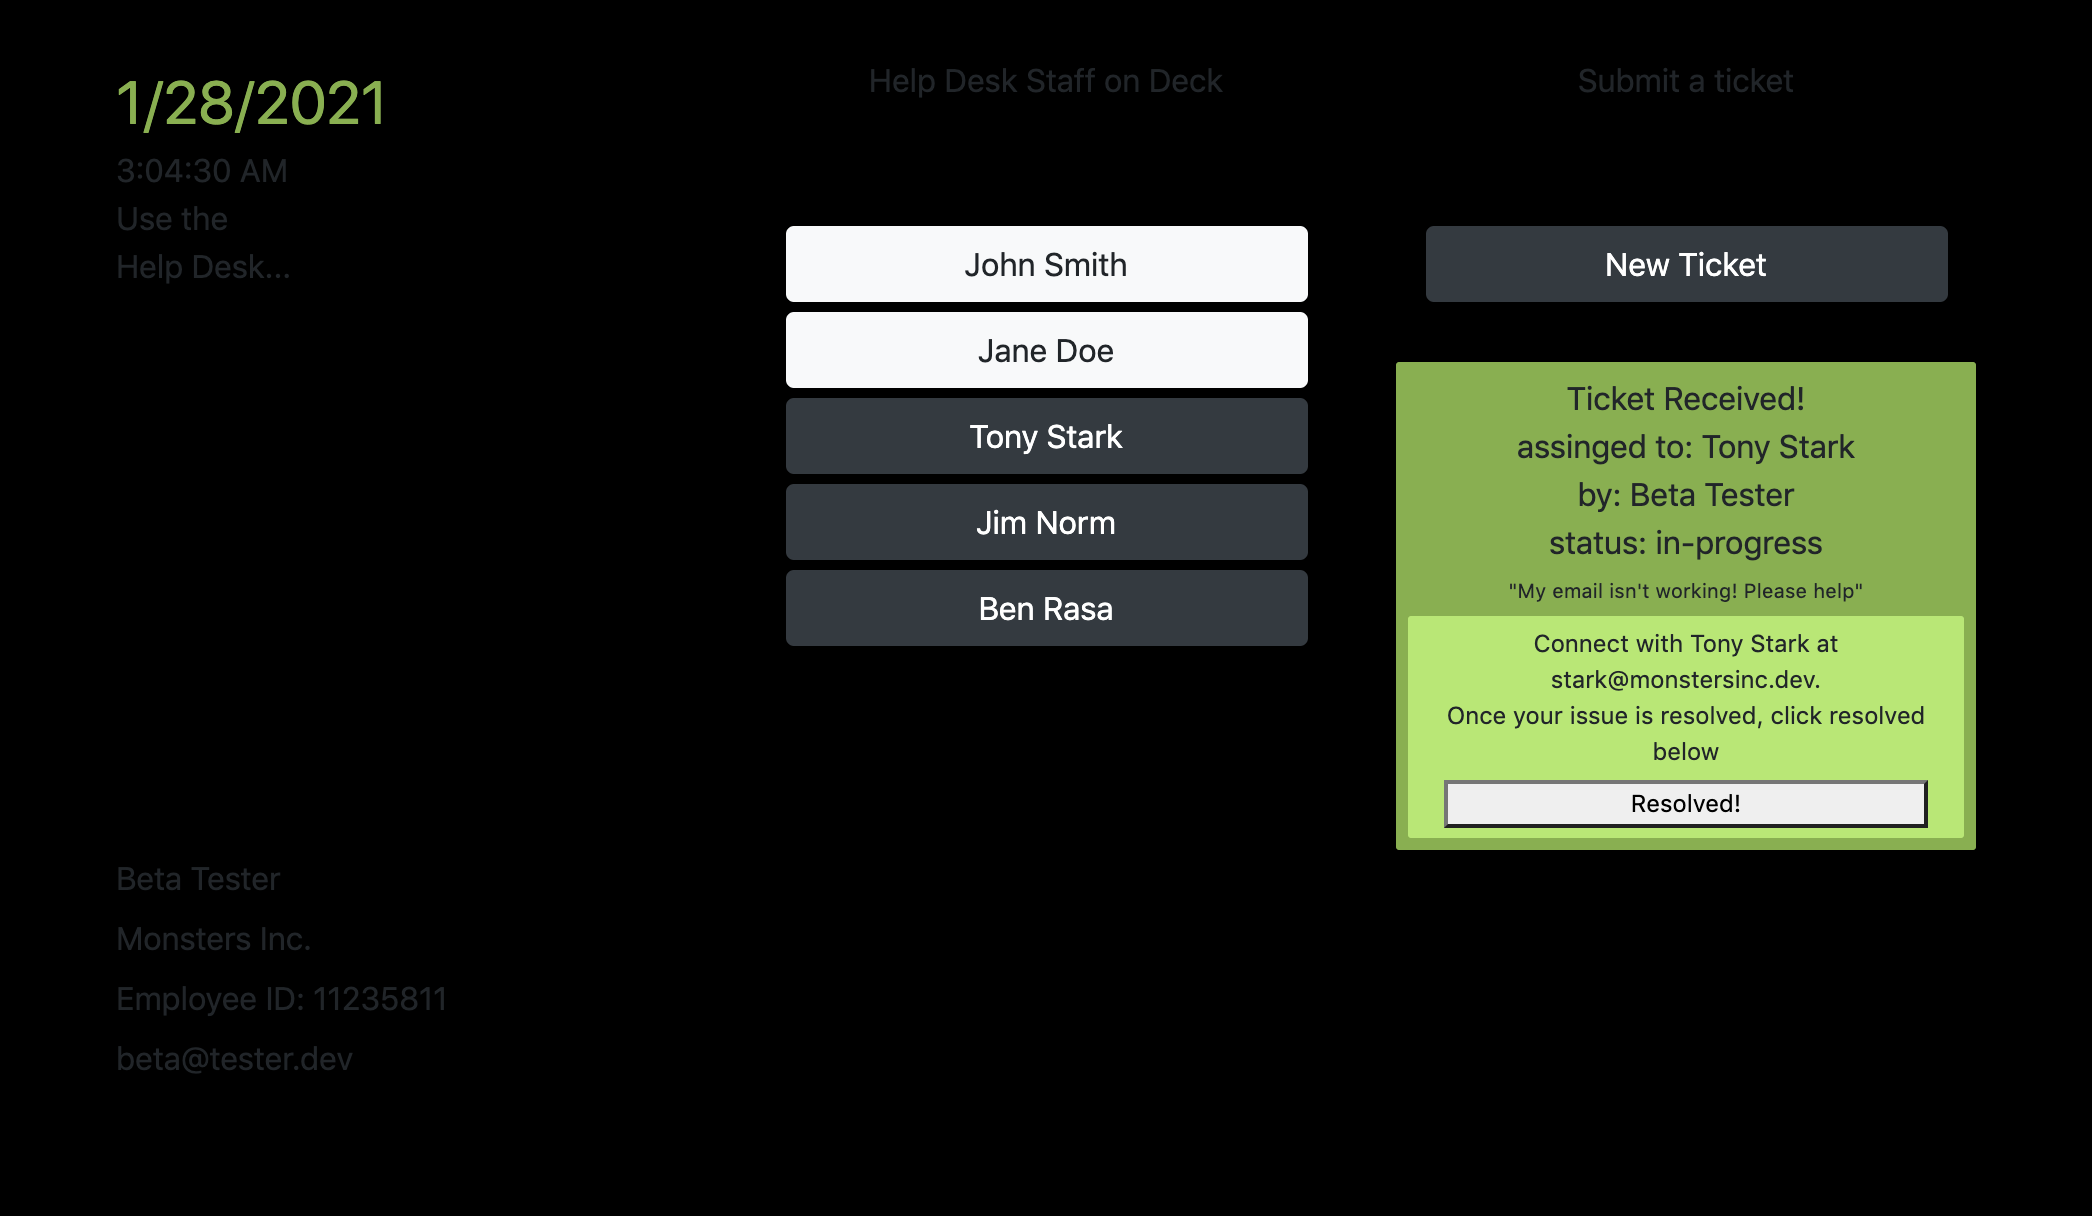 1/28/2021
3:04:30 AM
Use the
Help Desk...
Beta Tester
Monsters Inc.
Employee ID: 11235811
beta@tester.dev
Help Desk Staff on Deck
John Smith
Jane Doe
Tony Stark
Jim Norm
Ben Rasa
Submit a ticket
New Ticket
Ticket Received!
assinged to: Tony Stark
by: Beta Tester
status: in-progress
"My email isn't working! Please help"
Connect with Tony Stark at
stark@monstersinc.dev.
Once your issue is resolved, click resolved
below
Resolved!